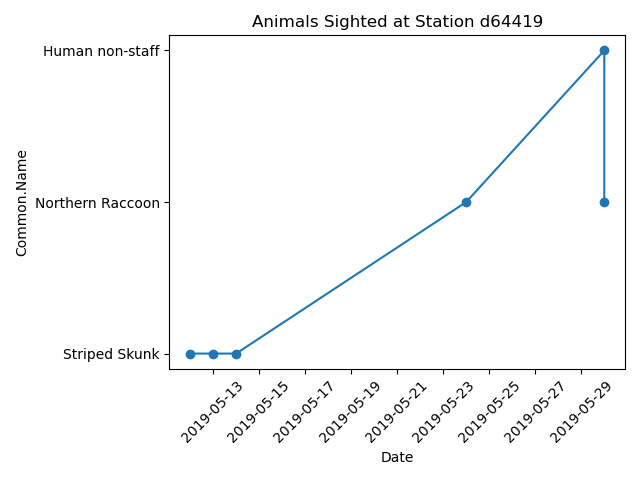 Animals Sighted at Station d64419
Human non-staff
Northern Raccoon
Striped Skunk
Common.Name
2019-05-13
2019-05-15
2019-05-17
2019-05-19
2019-05-21
2019-05-23
2019-05-25
2019-05-27
2019-05-29
Date